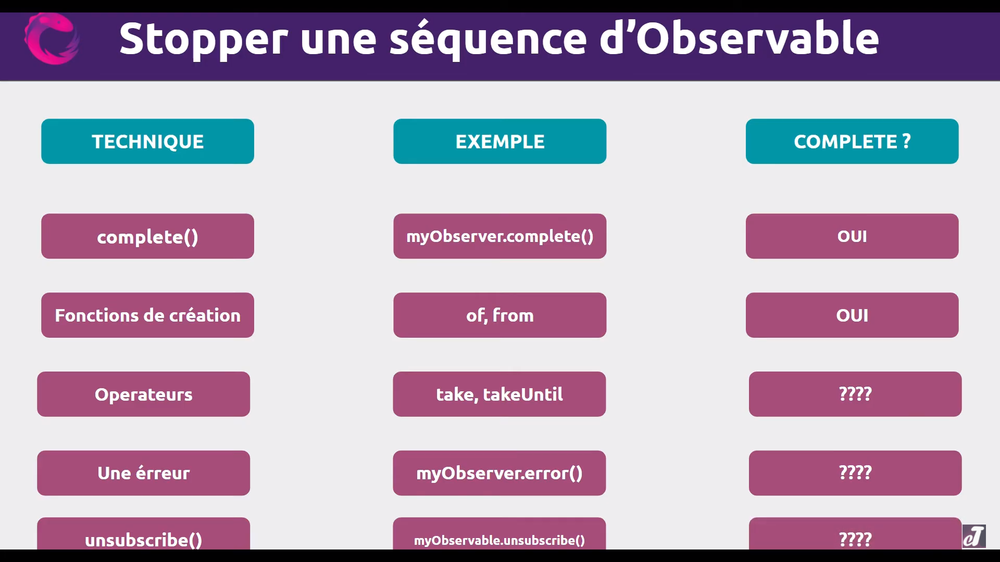 Stopper une séquence d’Observable
TECHNIQUE
EXEMPLE
COMPLETE ?
complete()
myObserver.complete()
OUI
Fonctions de création
of, from
OUI
Operateurs
take, takeUntil
????
Une érreur
myObserver.error()
????
unsubscribe()
myObservable.unsubscribe()
????
cT